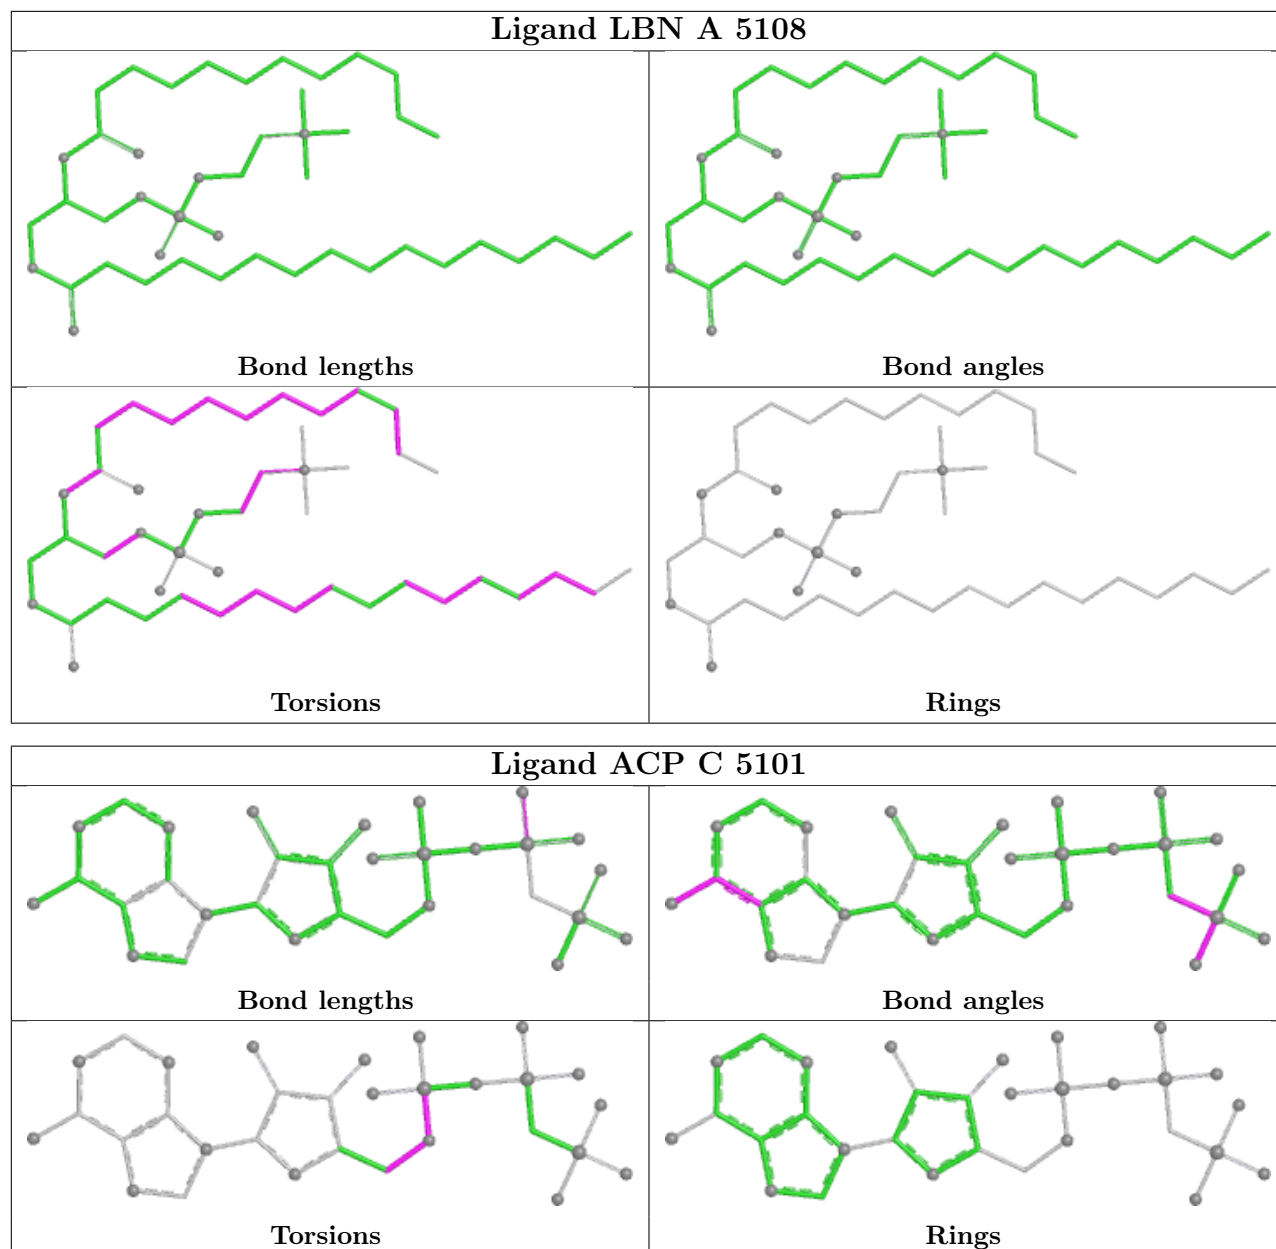 Ligand LBN A 5108
Bond lengths
Bond angles
Torsions
Rings
Ligand ACP C 5101
Bond lengths
Bond angles
Torsions
Rings